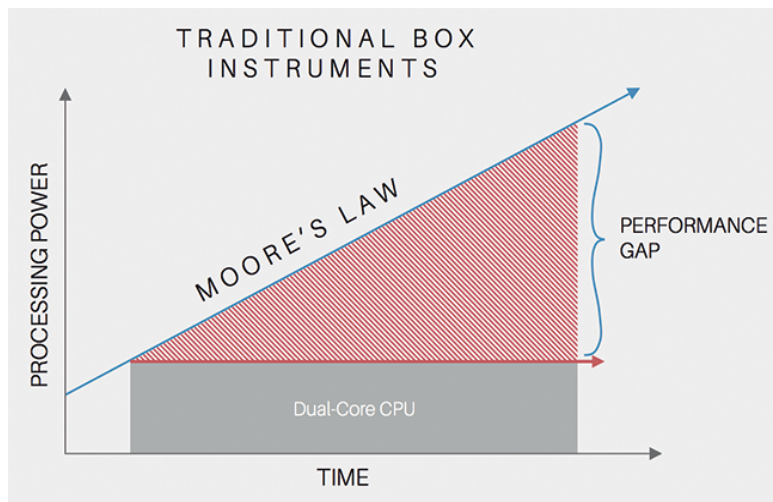 TRADITIONAL BOX
INSTRUMENTS
PROCESSING POWER
MOORE'S LAW
PERFORMANCE
GAP
Dual-Core CPU
TIME